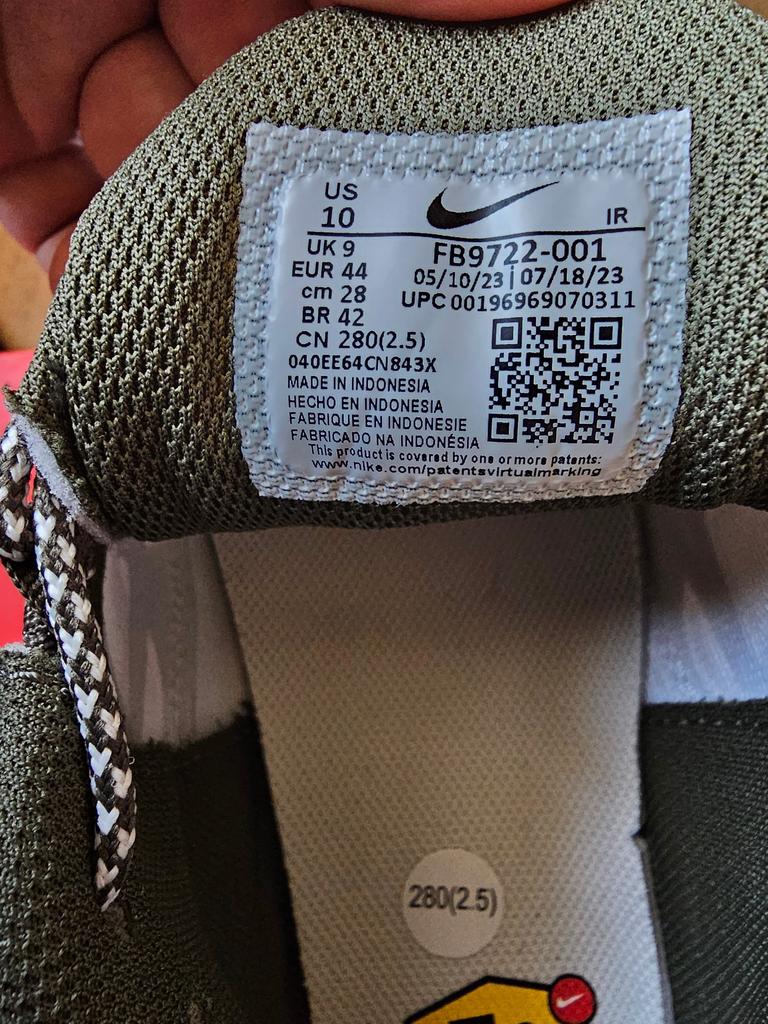 US
10
IR
UK 9
EUR 44
cm 28
BR 42
CN 280(2.5)
FB9722-001
05/10/23 | 07/18/23
UPC 00196969070311
040EE64CN843X
MADE IN INDONESIA
HECHO EN INDONESIA
FABRIQUE EN INDONESIE
FABRICADO NA INDONÉSIA
This product is covered by one or more patents:
www.nike.com/patentsvirtualmarking
280(2.5)